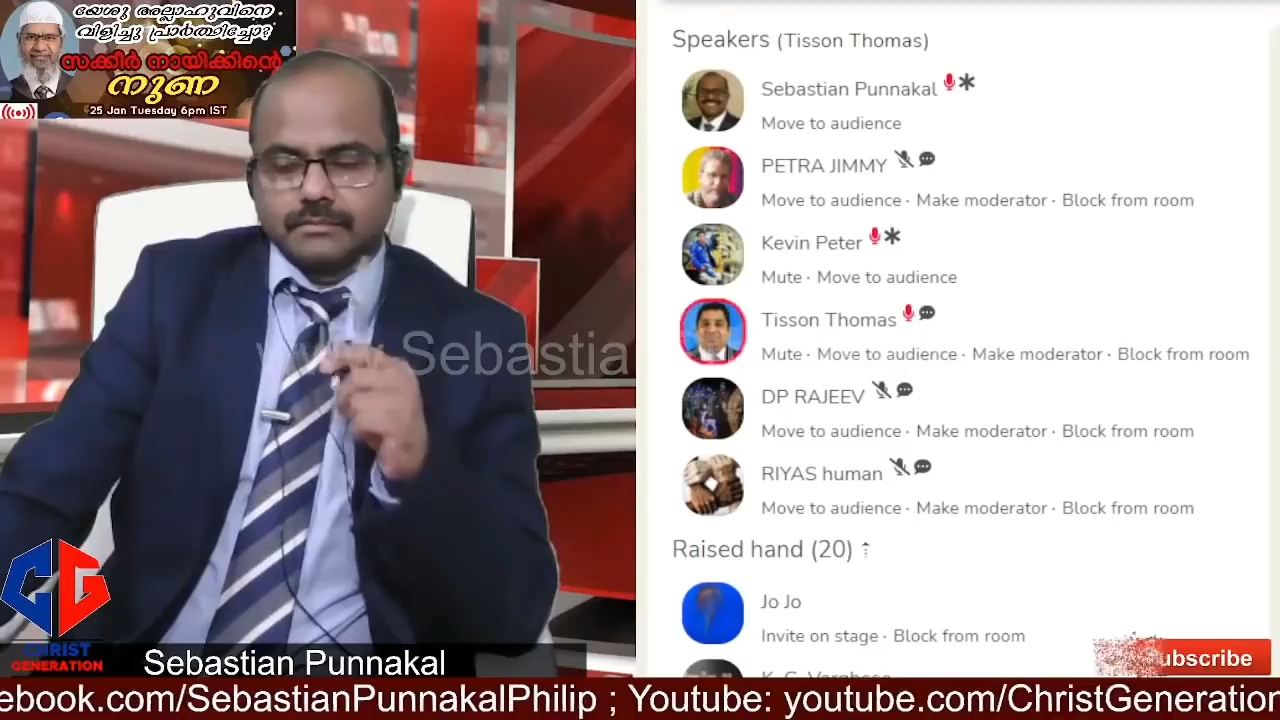 യേശു അല്ലാഹുവിനെ
വിളിച്ചു പ്രാർത്ഥിച്ചോ?
സക്കീർ നായിക്കിന്റെ
നുണ
25 Jan Tuesday 6pm IST
www.Sebastia
CG
CHRIST
GENERATION
Sebastian Punnakal
Speakers (Tisson Thomas)
Sebastian Punnakal
Move to audience
PETRA JIMMY
Move to audience · Make moderator · Block from room
Kevin Peter
Mute · Move to audience
Tisson Thomas
Mute · Move to audience · Make moderator · Block from room
DP RAJEEV
Move to audience · Make moderator · Block from room
RIYAS human
Move to audience · Make moderator · Block from room
Raised hand (20)
Jo Jo
Invite on stage · Block from room
K. C. Varghese
ubscribe
ebook.com/SebastianPunnakalPhilip ; Youtube: youtube.com/ChristGeneration